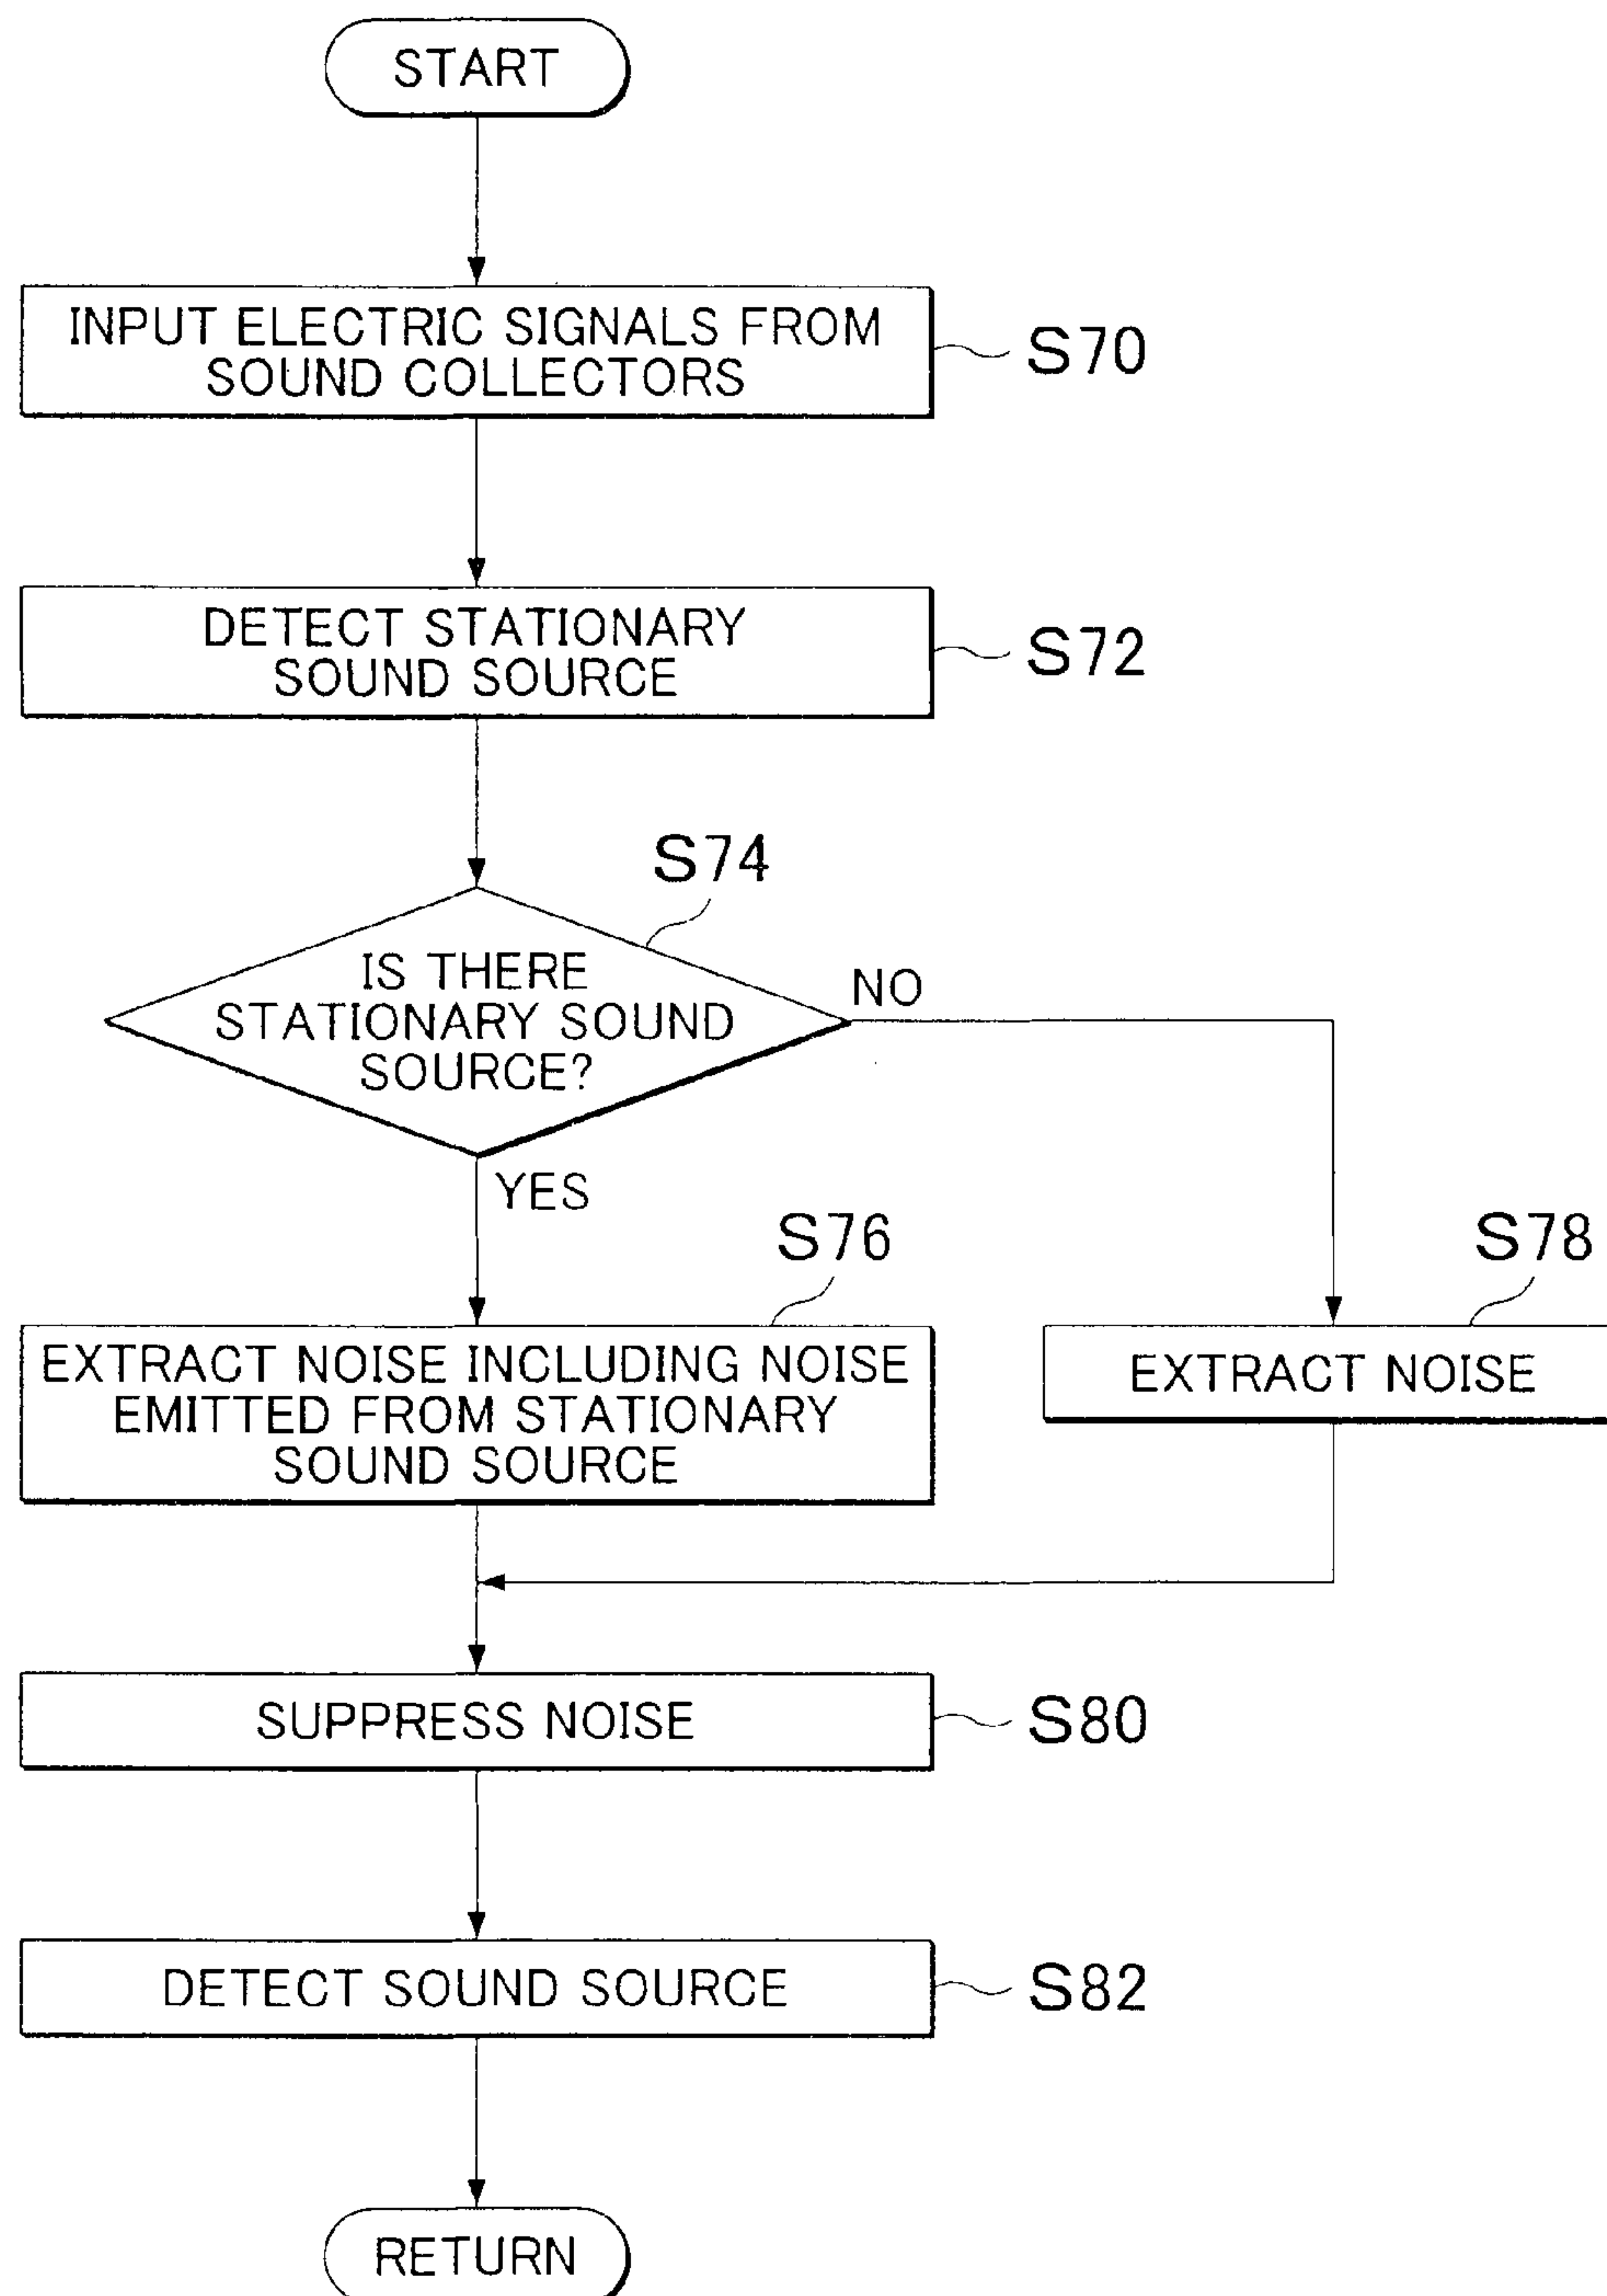 START
INPUT ELECTRIC SIGNALS FROM
SOUND COLLECTORS
S70
DETECT STATIONARY
SOUND SOURCE
S72
S74
IS THERE
STATIONARY SOUND
SOURCE?
NO
YES
S76
EXTRACT NOISE INCLUDING NOISE
EMITTED FROM STATIONARY
SOUND SOURCE
S78
EXTRACT NOISE
SUPPRESS NOISE
S80
DETECT SOUND SOURCE
S82
RETURN